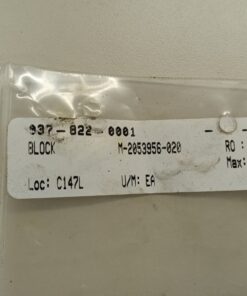 937-822-0001 - -
BLOCK M-2053956-020 RO :
Max:
Loc: C147L U/M: EA